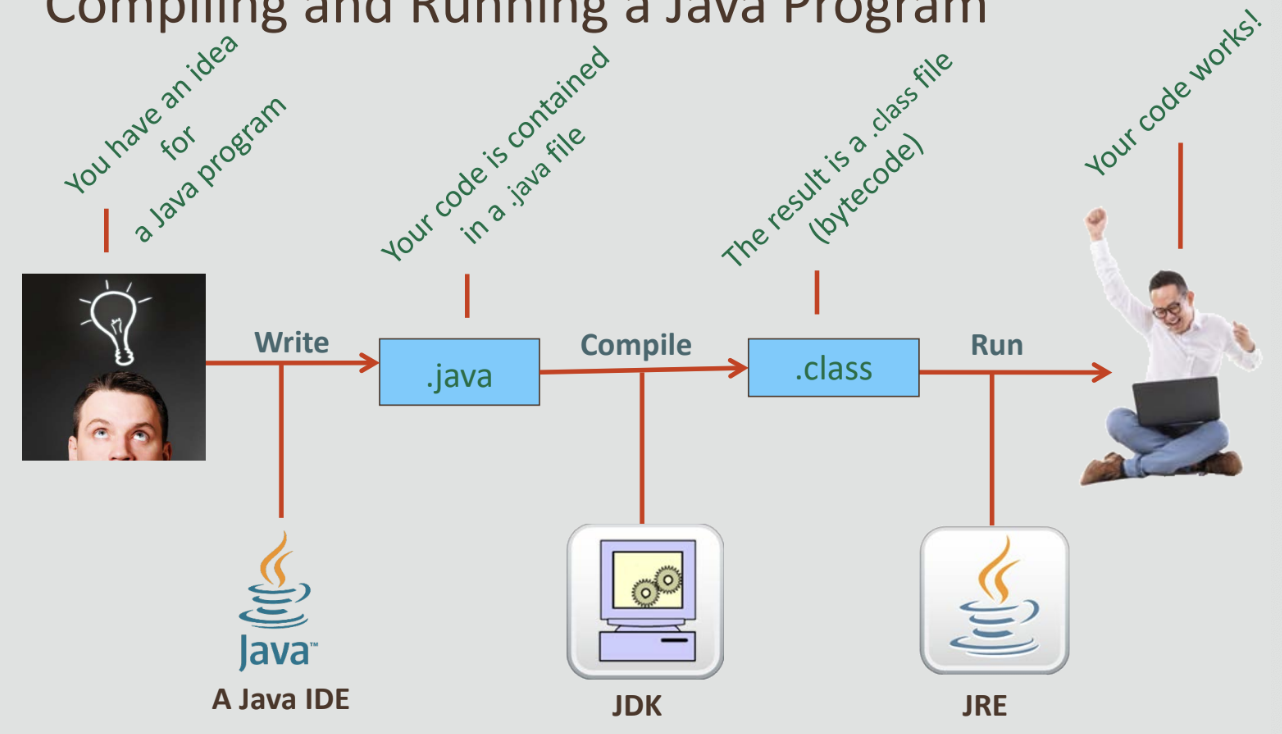 Compiling and Running a Java Program
You have an idea
for
a Java program
Your code is contained
in a .java file
The result is a .class file
(bytecode)
Your code works!
Write
.java
Compile
.class
Run
Java™
A Java IDE
JDK
JRE